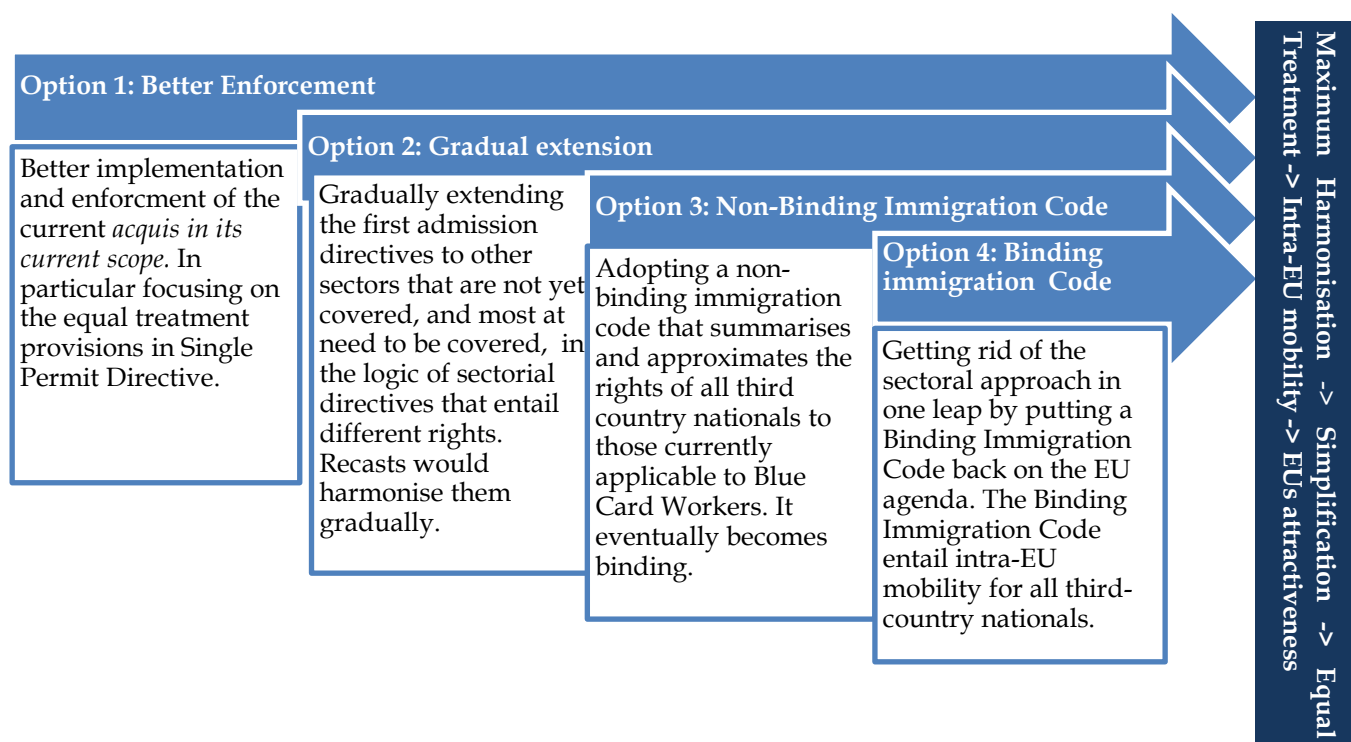 Option 1: Better Enforcement
Better implementation
and enforcment of the
current acquis in its
current scope. In
particular focusing on
the equal treatment
provisions in Single
Permit Directive.
Option 2: Gradual extension
Gradually extending
the first admission
directives to other
sectors that are not yet
covered, and most at
need to be covered, in
the logic of sectorial
directives that entail
different rights.
Recasts would
harmonise them
gradually.
Option 3: Non-Binding Immigration Code
Adopting a non-
binding immigration
code that summarises
and approximates the
rights of all third
country nationals to
those currently
applicable to Blue
Card Workers. It
eventually becomes
binding.
Option 4: Binding
immigration Code
Getting rid of the
sectoral approach in
one leap by putting a
Binding Immigration
Code back on the EU
agenda. The Binding
Immigration Code
entail intra-EU
mobility for all third-
country nationals.
Maximum Harmonisation -> Simplification -> Equal
Treatment -> Intra-EU mobility -> EUs attractiveness